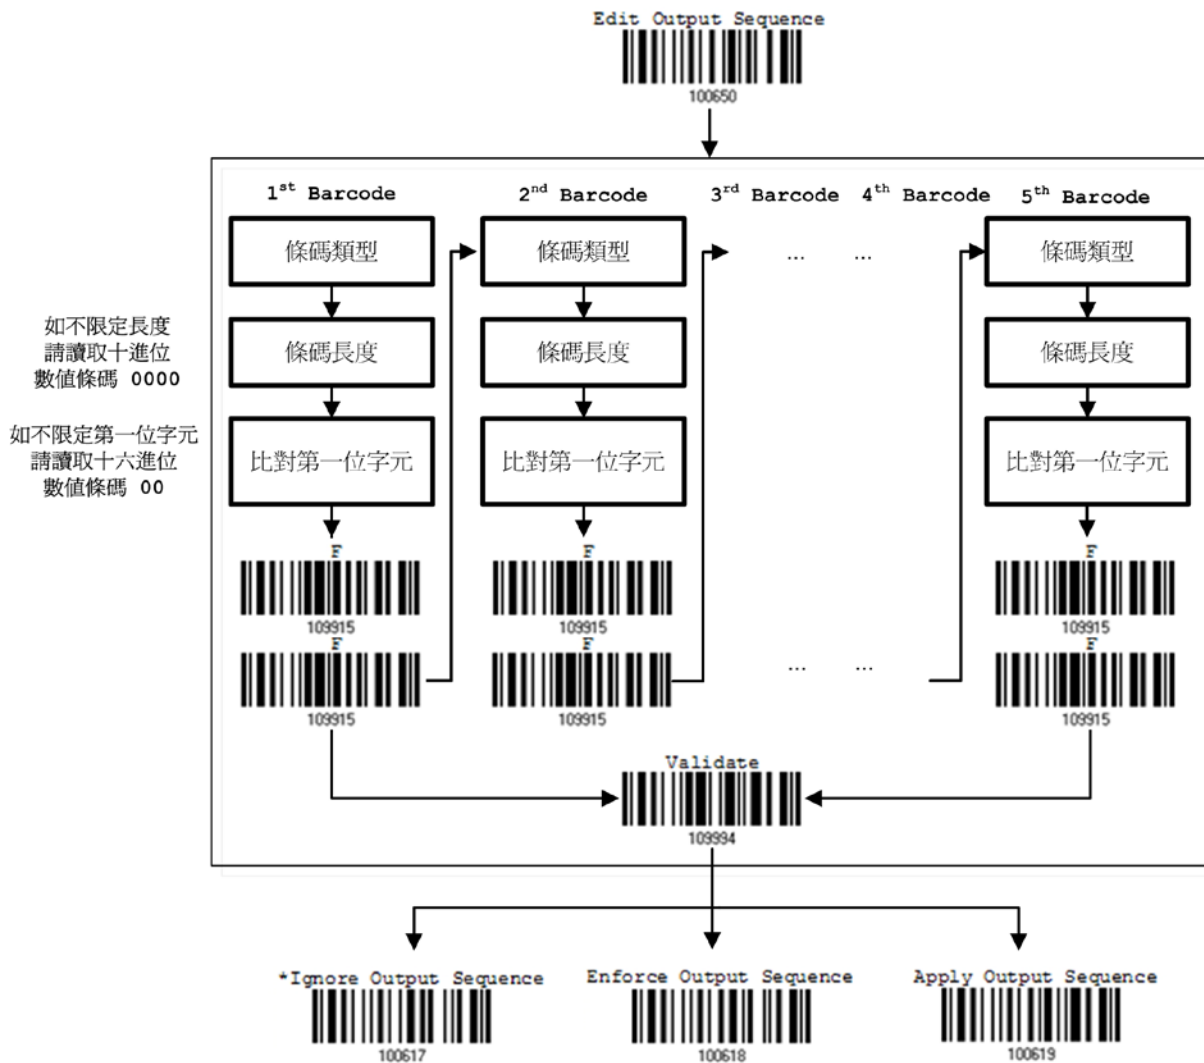 Edit Output Sequence
100650
1st Barcode
2nd Barcode
3rd Barcode
4th Barcode
5th Barcode
條碼類型
條碼類型
... ...
條碼類型
如不限定長度
請讀取十進位
數值條碼 0000
條碼長度
條碼長度
條碼長度
如不限定第一位字元
請讀取十六進位
數值條碼 00
比對第一位字元
比對第一位字元
比對第一位字元
F
F
F
109915
109915
109915
F
F
F
... ...
109915
109915
109915
Validate
109994
*Ignore Output Sequence
Enforce Output Sequence
Apply Output Sequence
100617
100618
100619